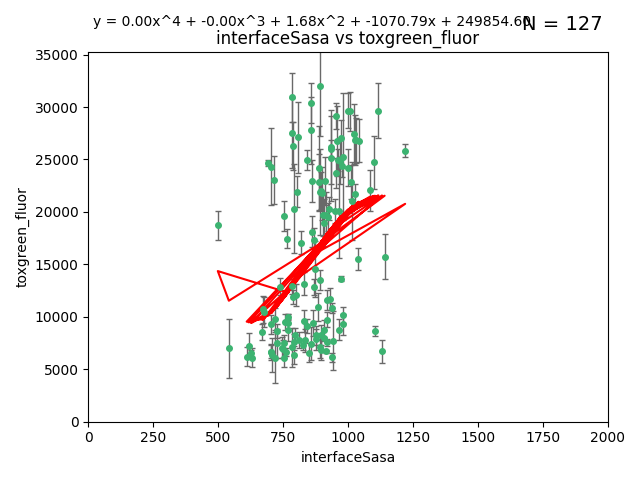 y = 0.00x^4 + -0.00x^3 + 1.68x^2 + -1070.79x + 249854.60
N = 127
interfaceSasa vs toxgreen_fluor
35000
30000
25000
20000
15000
10000
5000
0
toxgreen_fluor
0 250 500 750 1000 1250 1500 1750 2000
interfaceSasa